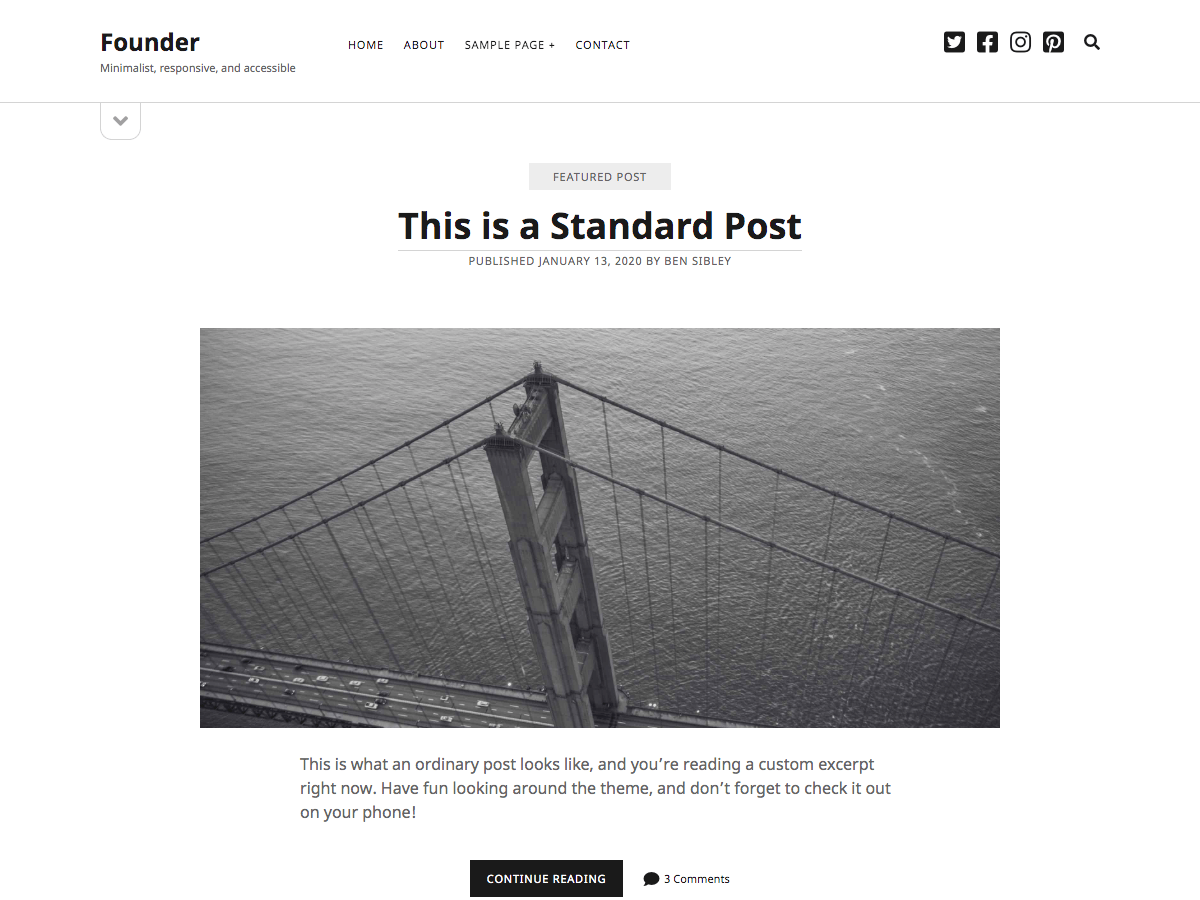 Founder
Minimalist, responsive, and accessible
HOME ABOUT SAMPLE PAGE + CONTACT
FEATURED POST
This is a Standard Post
PUBLISHED JANUARY 13, 2020 BY BEN SIBLEY
This is what an ordinary post looks like, and you’re reading a custom excerpt
right now. Have fun looking around the theme, and don’t forget to check it out
on your phone!
CONTINUE READING
3 Comments